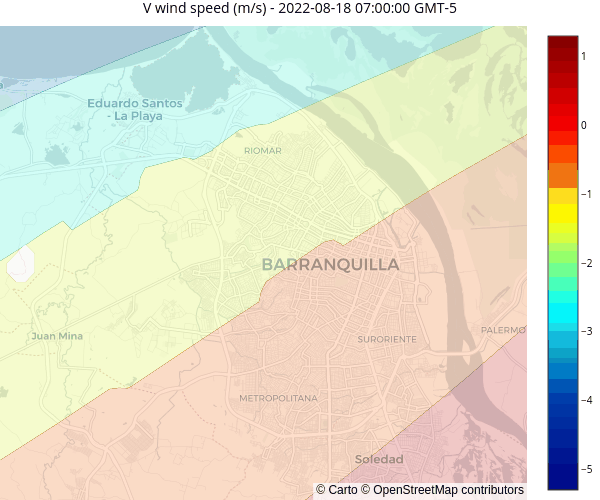 V wind speed (m/s) - 2022-08-18 07:00:00 GMT-5
Eduardo Santos
- La Playa
RIOMAR
BARRANQUILLA
Juan Mina
SURORIENTE
PALERMO
METROPOLITANA
Soledad
© Carto © OpenStreetMap contributors
1
0
−1
−2
−3
−4
−5